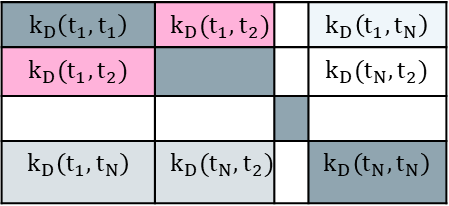 k_D(t_1, t_1) k_D(t_1, t_2) k_D(t_1, t_N)
k_D(t_1, t_2) k_D(t_N, t_2)
k_D(t_1, t_N) k_D(t_N, t_2) k_D(t_N, t_N)